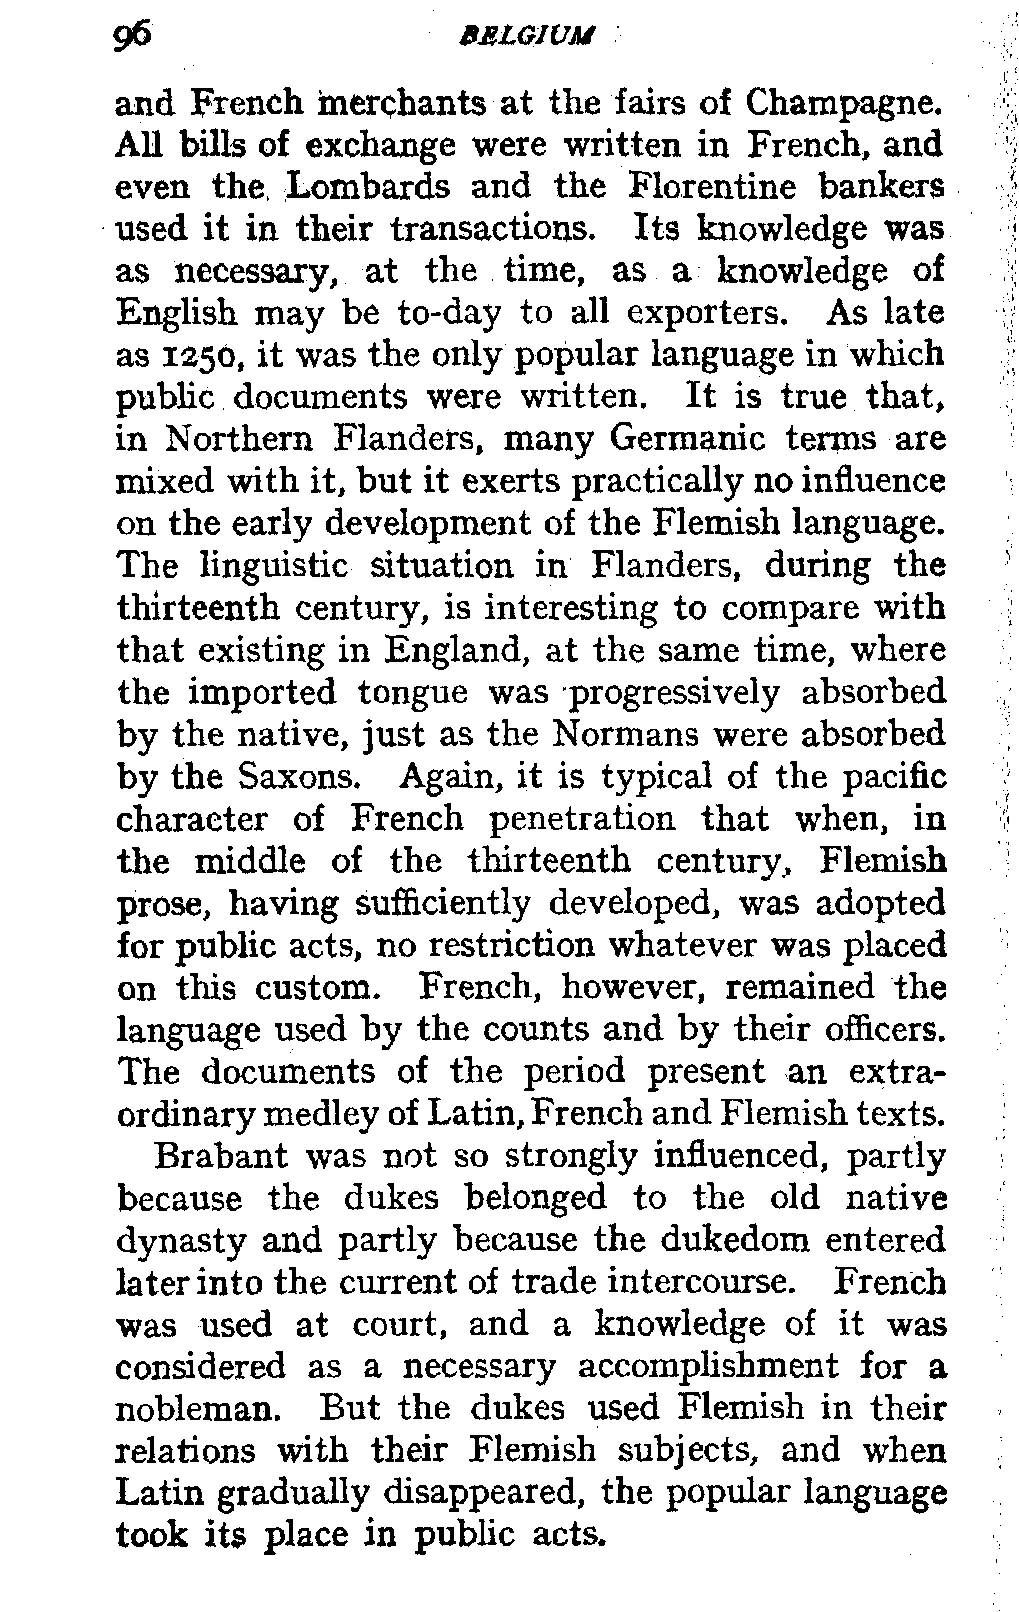 96 BELGIUM
and French merchants at the fairs of Champagne.
All bills of exchange were written in French, and
even the Lombards and the Florentine bankers
used it in their transactions. Its knowledge was
as necessary, at the time, as a knowledge of
English may be to-day to all exporters. As late
as 1250, it was the only popular language in which
public documents were written. It is true that,
in Northern Flanders, many Germanic terms are
mixed with it, but it exerts practically no influence
on the early development of the Flemish language.
The linguistic situation in Flanders, during the
thirteenth century, is interesting to compare with
that existing in England, at the same time, where
the imported tongue was progressively absorbed
by the native, just as the Normans were absorbed
by the Saxons. Again, it is typical of the pacific
character of French penetration that when, in
the middle of the thirteenth century, Flemish
prose, having sufficiently developed, was adopted
for public acts, no restriction whatever was placed
on this custom. French, however, remained the
language used by the counts and by their officers.
The documents of the period present an extra-
ordinary medley of Latin, French and Flemish texts.
Brabant was not so strongly influenced, partly
because the dukes belonged to the old native
dynasty and partly because the dukedom entered
later into the current of trade intercourse. French
was used at court, and a knowledge of it was
considered as a necessary accomplishment for a
nobleman. But the dukes used Flemish in their
relations with their Flemish subjects, and when
Latin gradually disappeared, the popular language
took its place in public acts.